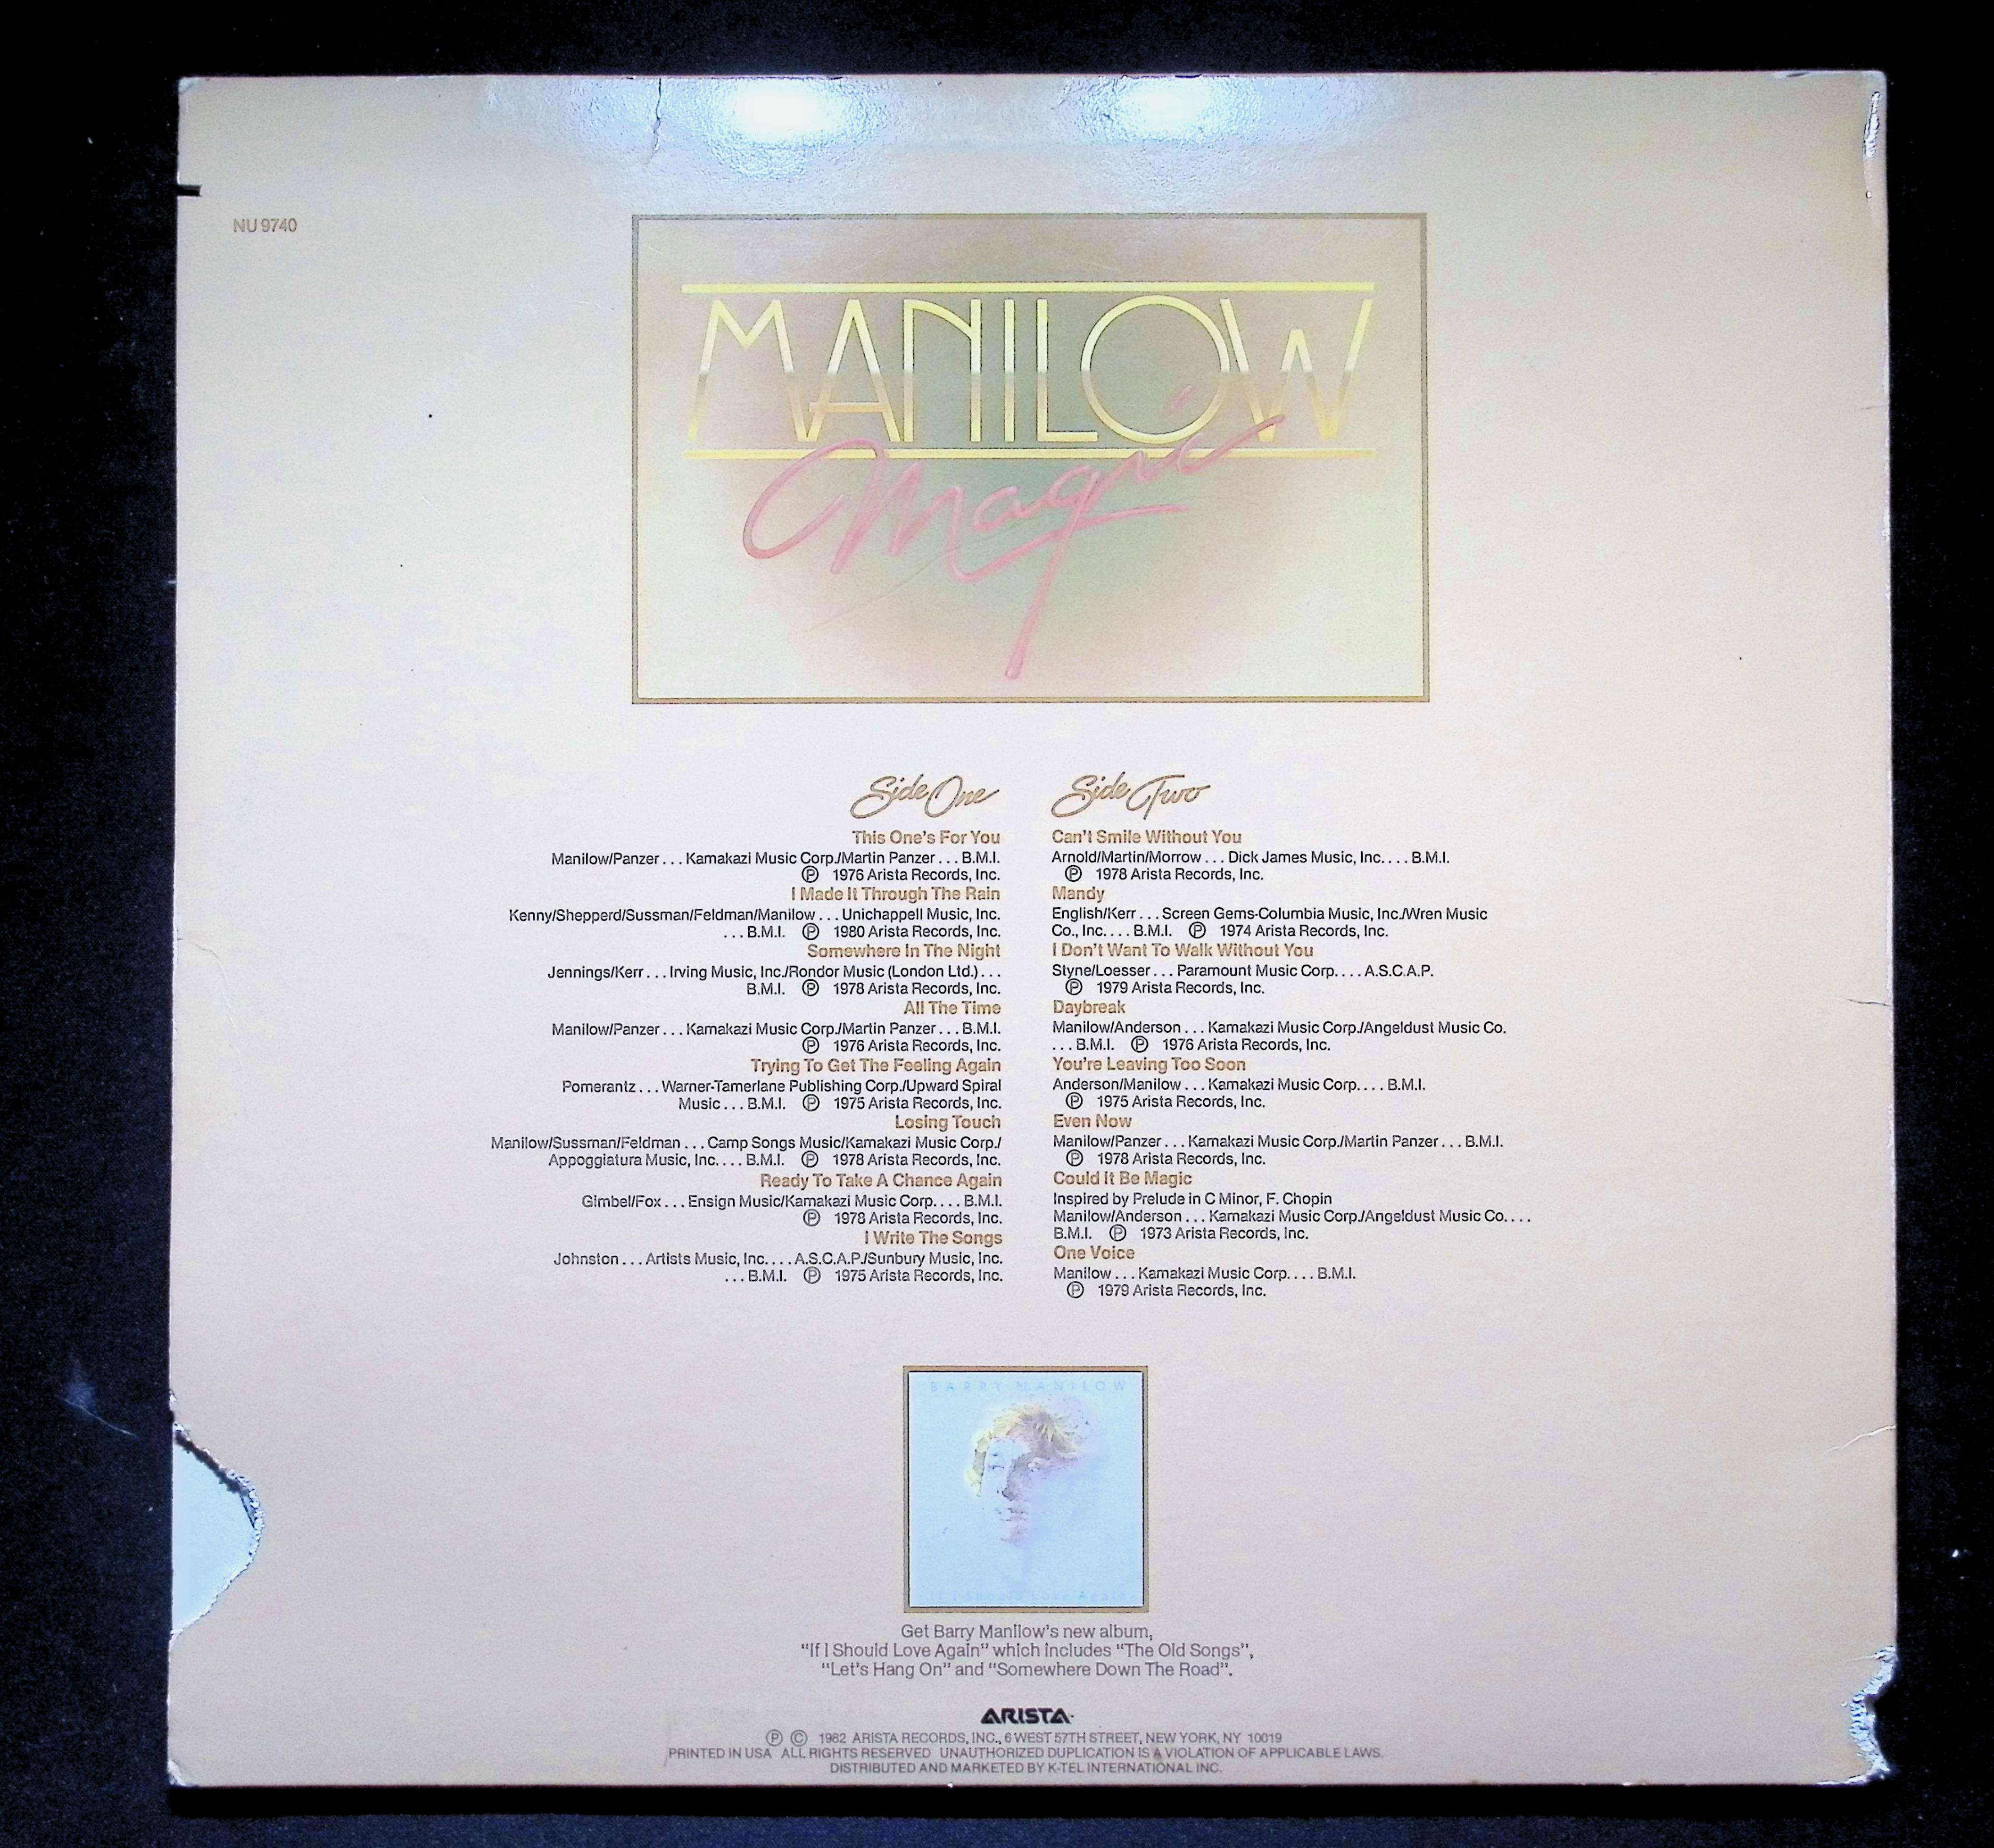 NU 9740
MANILOW
Magic
Side One
This One's For You
Manilow/Panzer . . . Kamakazi Music Corp./Martin Panzer . . . B.M.I.
Ⓟ 1976 Arista Records, Inc.
I Made It Through The Rain
Kenny/Shepperd/Sussman/Feldman/Manilow . . . Unichappell Music, Inc.
. . . B.M.I. Ⓟ 1980 Arista Records, Inc.
Somewhere In The Night
Jennings/Kerr . . . Irving Music, Inc./Rondor Music (London Ltd.) . . .
B.M.I. Ⓟ 1978 Arista Records, Inc.
All The Time
Manilow/Panzer . . . Kamakazi Music Corp./Martin Panzer . . . B.M.I.
Ⓟ 1976 Arista Records, Inc.
Trying To Get The Feeling Again
Pomerantz . . . Warner-Tamerlane Publishing Corp./Upward Spiral
Music . . . B.M.I. Ⓟ 1975 Arista Records, Inc.
Losing Touch
Manilow/Sussman/Feldman . . . Camp Songs Music/Kamakazi Music Corp./
Appoggiatura Music, Inc. . . . B.M.I. Ⓟ 1978 Arista Records, Inc.
Ready To Take A Chance Again
Gimbel/Fox . . . Ensign Music/Kamakazi Music Corp. . . . B.M.I.
Ⓟ 1978 Arista Records, Inc.
I Write The Songs
Johnston . . . Artists Music, Inc. . . . A.S.C.A.P./Sunbury Music, Inc.
. . . B.M.I. Ⓟ 1975 Arista Records, Inc.
Side Two
Can't Smile Without You
Arnold/Martin/Morrow . . . Dick James Music, Inc. . . . B.M.I.
Ⓟ 1978 Arista Records, Inc.
Mandy
English/Kerr . . . Screen Gems-Columbia Music, Inc./Wren Music
Co., Inc. . . . B.M.I. Ⓟ 1974 Arista Records, Inc.
I Don't Want To Walk Without You
Styne/Loesser . . . Paramount Music Corp. . . . A.S.C.A.P.
Ⓟ 1979 Arista Records, Inc.
Daybreak
Manilow/Anderson . . . Kamakazi Music Corp./Angeldust Music Co.
. . . B.M.I. Ⓟ 1976 Arista Records, Inc.
You're Leaving Too Soon
Anderson/Manilow . . . Kamakazi Music Corp. . . . B.M.I.
Ⓟ 1975 Arista Records, Inc.
Even Now
Manilow/Panzer . . . Kamakazi Music Corp./Martin Panzer . . . B.M.I.
Ⓟ 1978 Arista Records, Inc.
Could It Be Magic
Inspired by Prelude in C Minor, F. Chopin
Manilow/Anderson . . . Kamakazi Music Corp./Angeldust Music Co. . . .
B.M.I. Ⓟ 1973 Arista Records, Inc.
One Voice
Manilow . . . Kamakazi Music Corp. . . . B.M.I.
Ⓟ 1979 Arista Records, Inc.
BARRY MANILOW
Get Barry Manilow's new album,
"If I Should Love Again" which includes "The Old Songs",
"Let's Hang On" and "Somewhere Down The Road".
ARISTA
Ⓟ © 1982 ARISTA RECORDS, INC., 6 WEST 57TH STREET, NEW YORK, NY 10019
PRINTED IN USA ALL RIGHTS RESERVED UNAUTHORIZED DUPLICATION IS A VIOLATION OF APPLICABLE LAWS.
DISTRIBUTED AND MARKETED BY K-TEL INTERNATIONAL INC.